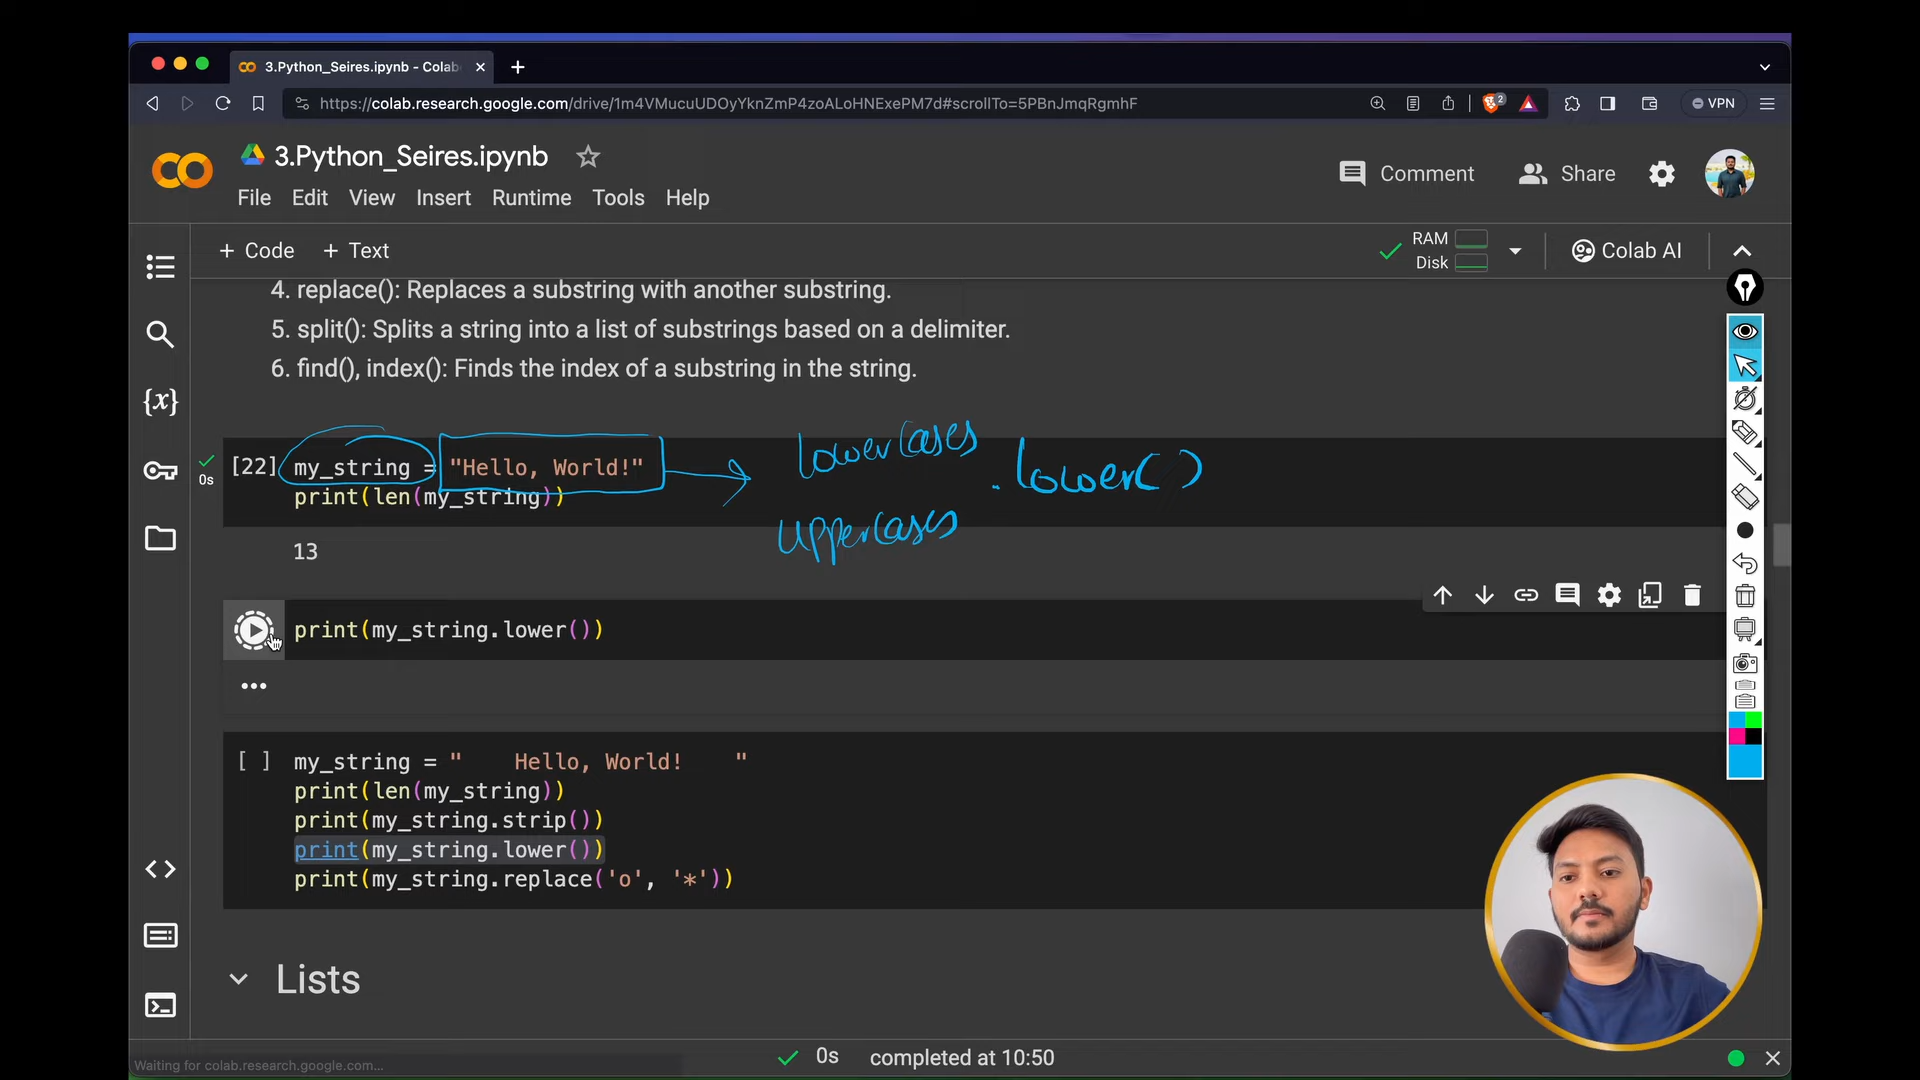 3.Python_Seires.ipynb - Colab
https://colab.research.google.com/drive/1m4VMucuUDOyYknZmP4zoALoHNExePM7d#scrollTo=5PBnJmqRgmhF
2
VPN
3.Python_Seires.ipynb
Comment
Share
File Edit View Insert Runtime Tools Help
+ Code + Text
RAM
Disk
Colab AI
4. replace(): Replaces a substring with another substring.
5. split(): Splits a string into a list of substrings based on a delimiter.
6. find(), index(): Finds the index of a substring in the string.
{x}
0s
[22] my_string = "Hello, World!"
print(len(my_string))
lowerCases
.lower()
upperCases
13
print(my_string.lower())
[ ] my_string = "    Hello, World!    "
print(len(my_string))
print(my_string.strip())
print(my_string.lower())
print(my_string.replace('o', '*'))
Lists
Waiting for colab.research.google.com...
0s completed at 10:50